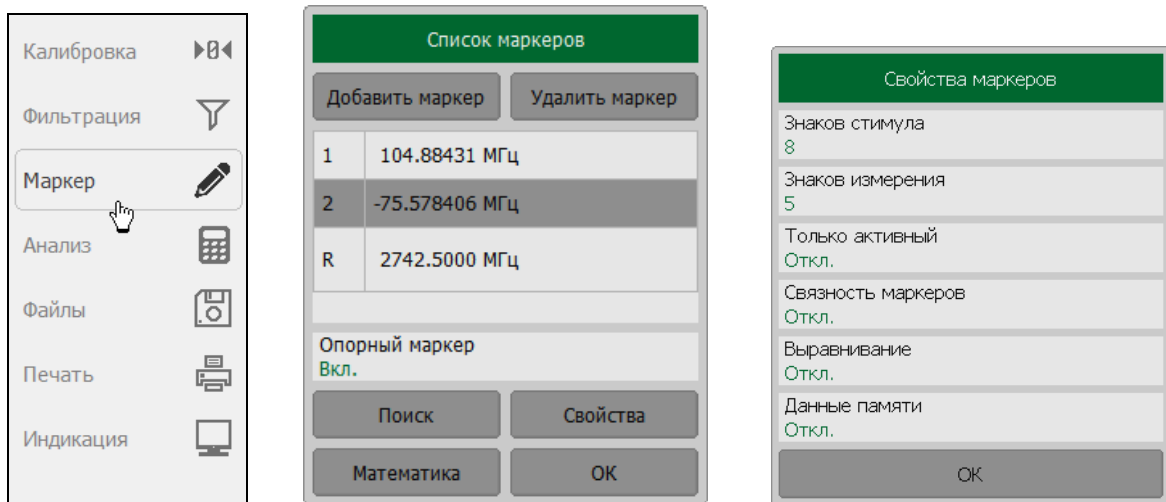 Калибровка
Фильтрация
Маркер
Анализ
Файлы
Печать
Индикация
Список маркеров
Добавить маркер Удалить маркер
1 104.88431 МГц
2 -75.578406 МГц
R 2742.5000 МГц
Опорный маркер
Вкл.
Поиск Свойства
Математика ОК
Свойства маркеров
Знаков стимула
8
Знаков измерения
5
Только активный
Откл.
Связность маркеров
Откл.
Выравнивание
Откл.
Данные памяти
Откл.
ОК